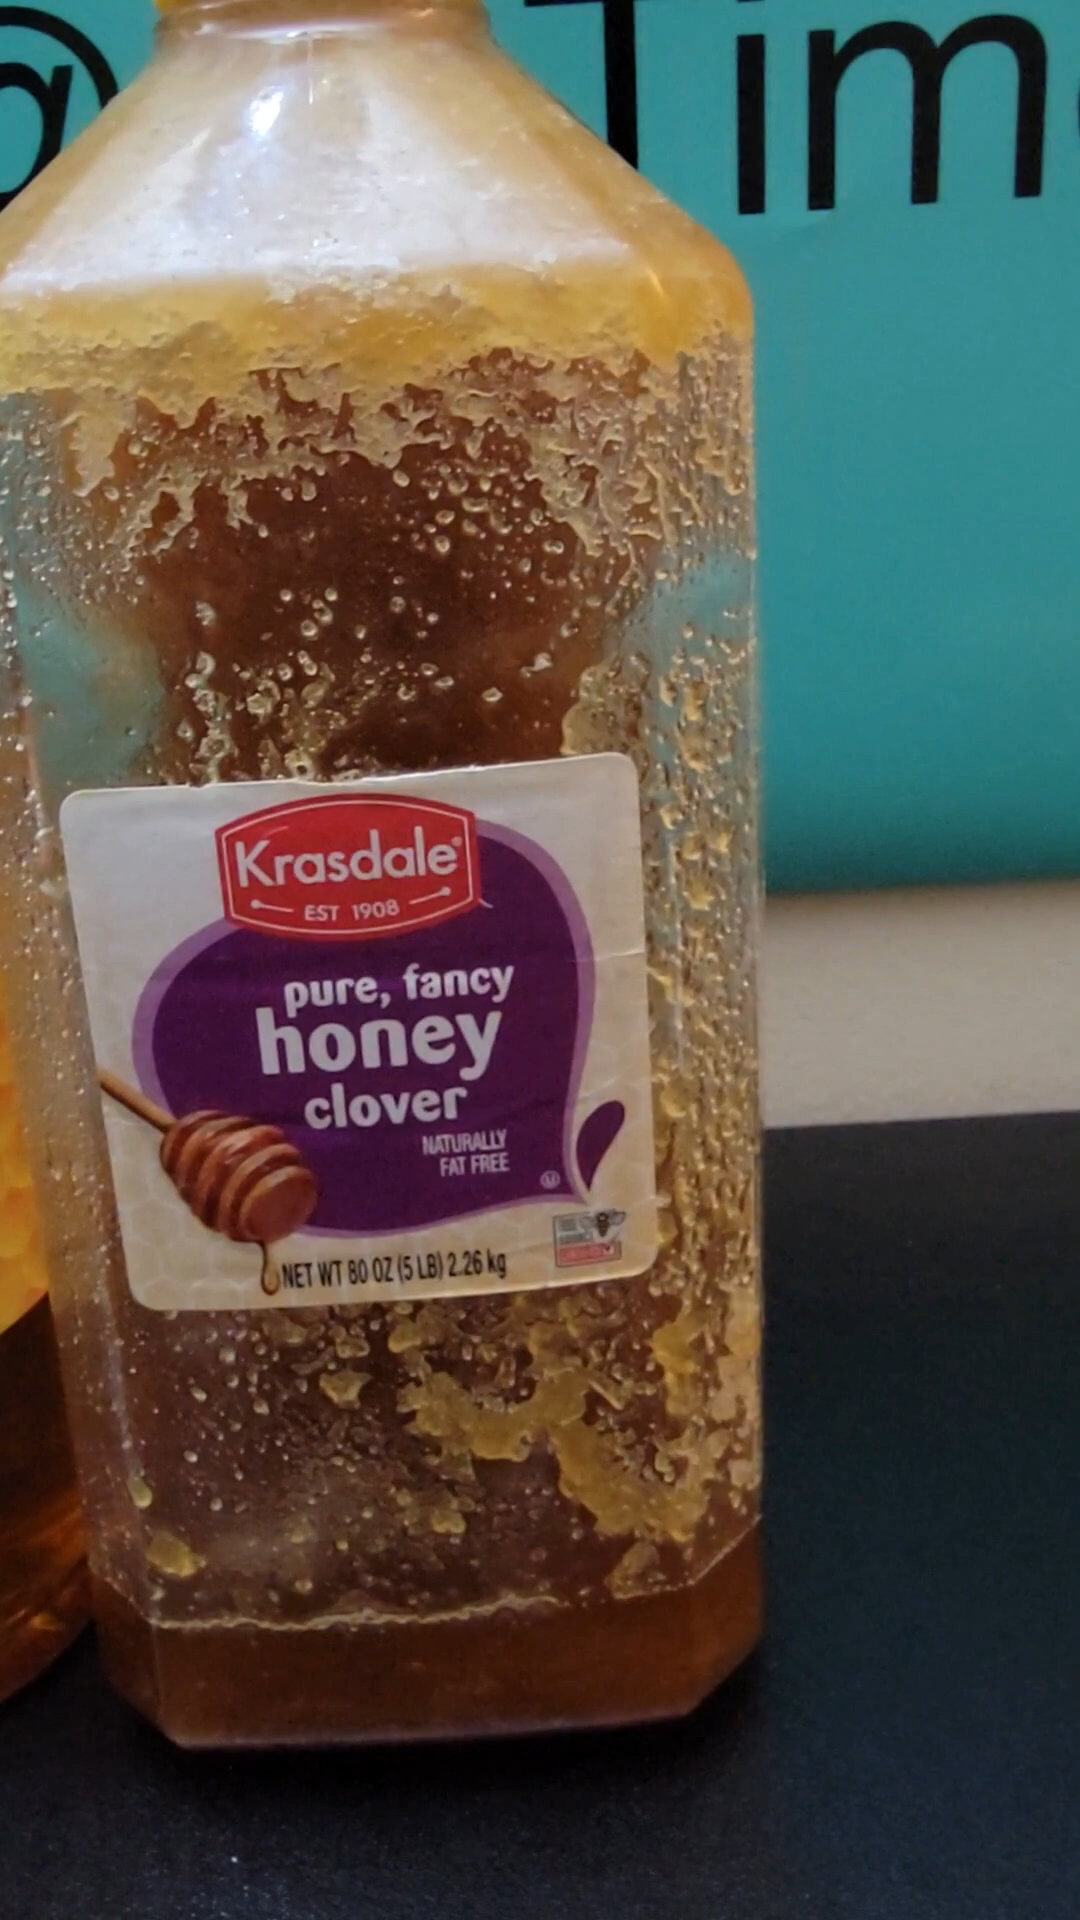 @ Tim
Krasdale®
EST 1908
pure, fancy
honey
clover
NATURALLY
FAT FREE
U
NET WT 80 OZ (5 LB) 2.26 kg